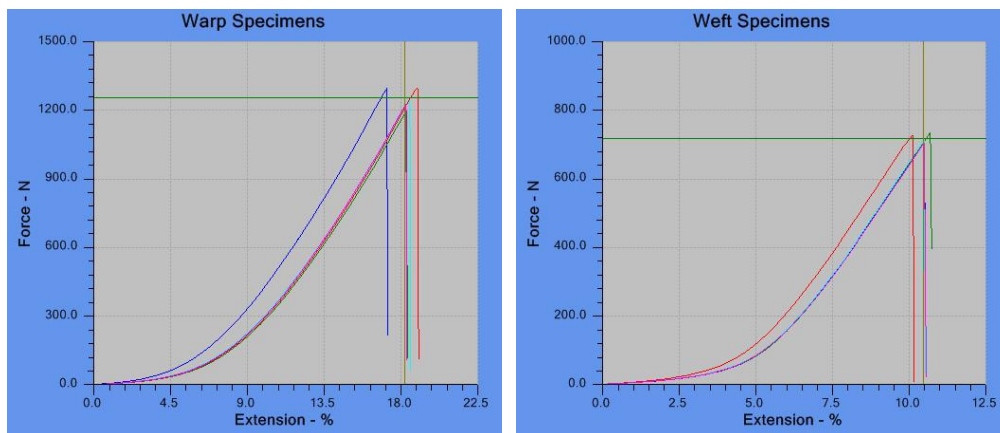 Warp Specimens
1500.0
1200.0
900.0
600.0
300.0
0.0
Force - N
0.0 4.5 9.0 13.5 18.0 22.5
Extension - %
Weft Specimens
1000.0
800.0
600.0
400.0
200.0
0.0
Force - N
0.0 2.5 5.0 7.5 10.0 12.5
Extension - %